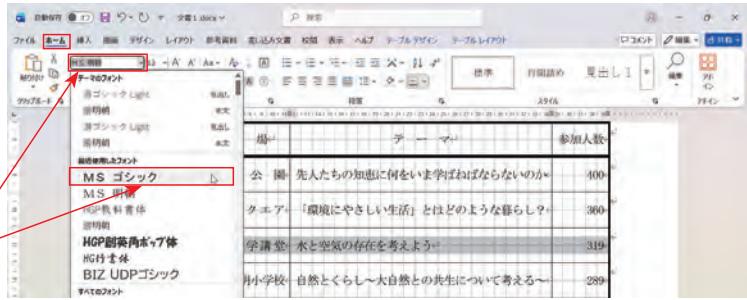 自動保存 文書1.docx 検索
ファイル ホーム 挿入 描画 デザイン レイアウト 参考資料 差し込み文書 校閲 表示 ヘルプ テーブルデザイン テーブルレイアウト コメント 編集 共有
貼り付け MS 明朝 標準 行間詰め 見出し 1 編集
クリップボード 段落 スタイル アドイン
テーマのフォント
游ゴシック Light 見出し
游明朝 本文
游ゴシック Light 見出し
游明朝 本文
最近使用したフォント
MS ゴシック
MS 明朝
HGP教科書体
游明朝
HGP創英角ポップ体
HG行書体
BIZ UDPゴシック
すべてのフォント
場 テーマ 参加人数
公園 先人たちの知恵に何をいま学ばねばならないのか 400
クエア 「環境にやさしい生活」とはどのような暮らし? 360
学講堂 水と空気の存在を考えよう 319
小学校 自然とくらし～大自然との共生について考える～ 289